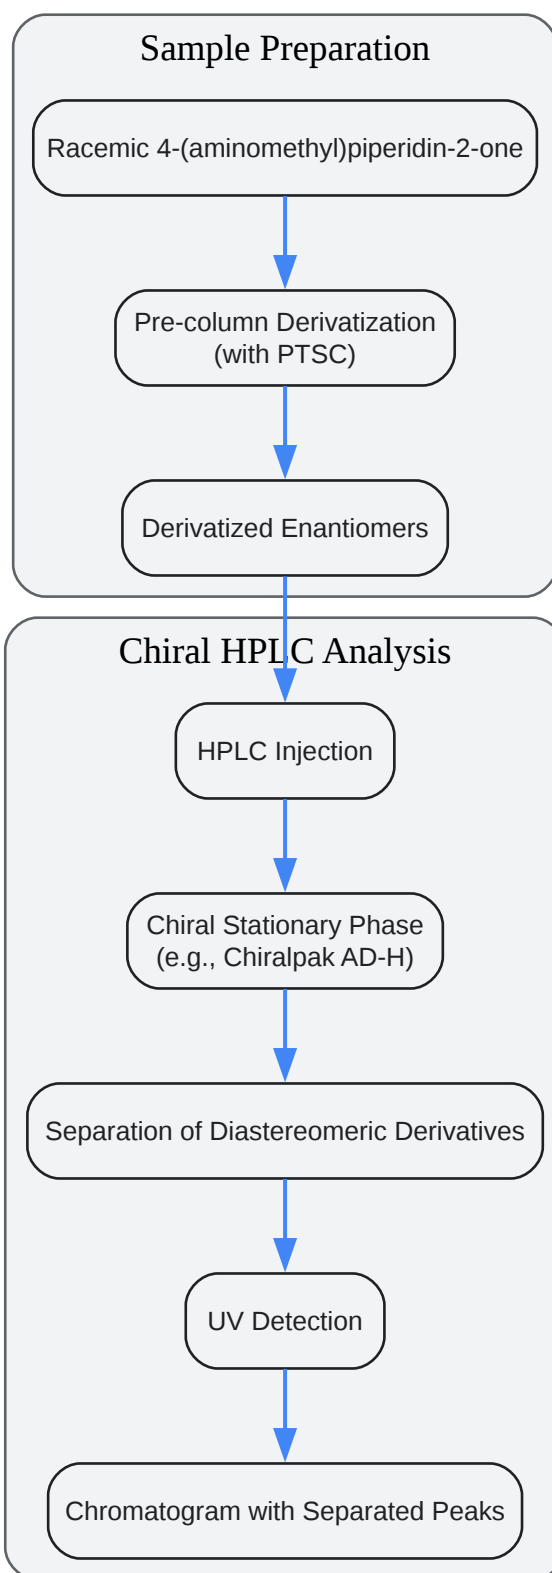 Sample Preparation
Racemic 4-(aminomethyl)piperidin-2-one
Pre-column Derivatization
(with PTSC)
Derivatized Enantiomers
Chiral HPLC Analysis
HPLC Injection
Chiral Stationary Phase
(e.g., Chiralpak AD-H)
Separation of Diastereomeric Derivatives
UV Detection
Chromatogram with Separated Peaks